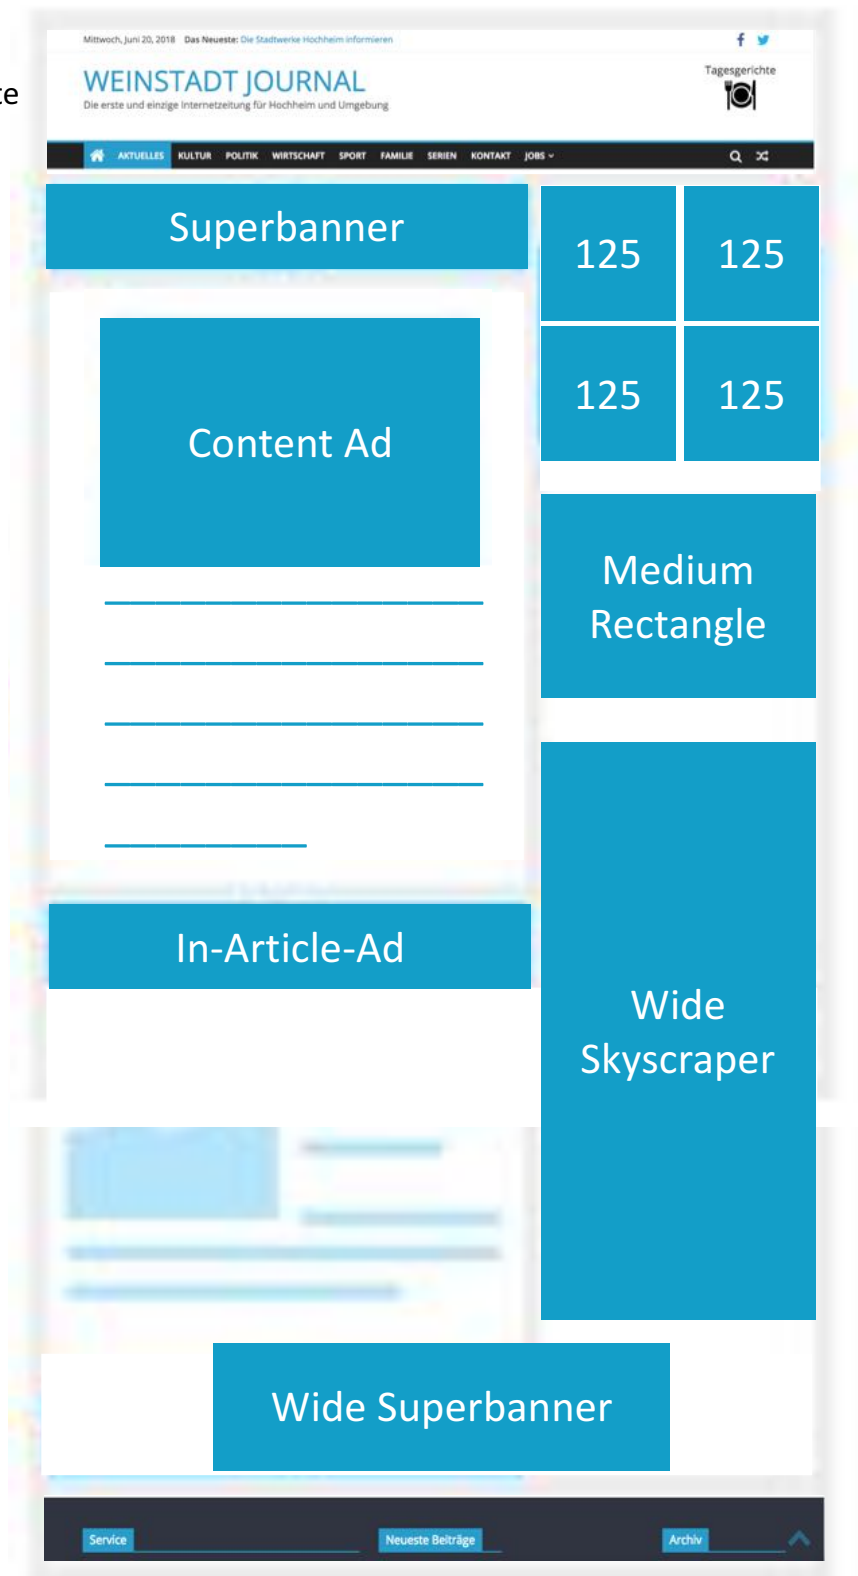 Mittwoch, Juni 20, 2018 Das Neueste: Die Stadtwerke Hochheim informieren
WEINSTADT JOURNAL
Die erste und einzige Internetzeitung für Hochheim und Umgebung
Tagesgerichte
te
AKTUELLES KULTUR POLITIK WIRTSCHAFT SPORT FAMILIE SERIEN KONTAKT JOBS
Superbanner
125 125
125 125
Content Ad
Medium
Rectangle
In-Article-Ad
Wide
Skyscraper
Wide Superbanner
Service Neueste Beiträge Archiv